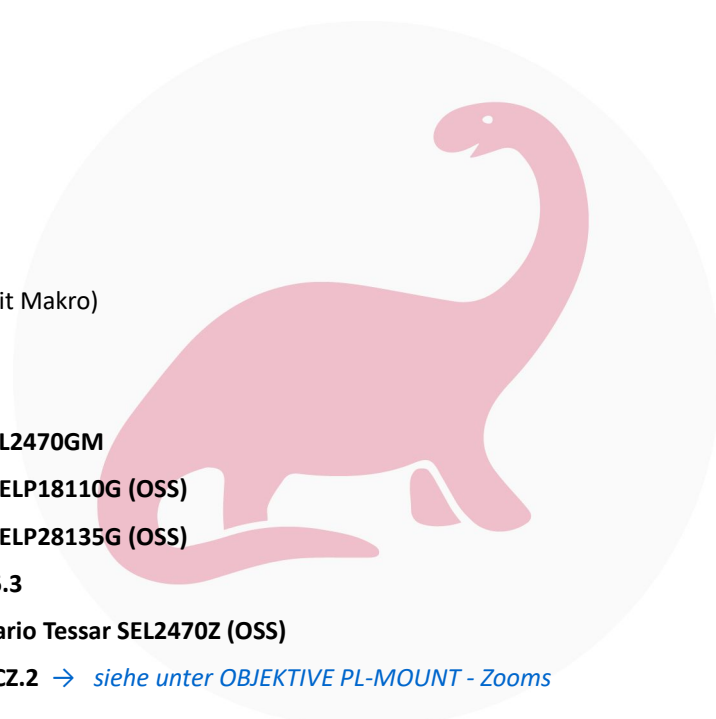 it Makro)
L2470GM
ELP18110G (OSS)
ELP28135G (OSS)
.3
ario Tessar SEL2470Z (OSS)
CZ.2 → siehe unter OBJEKTIVE PL-MOUNT - Zooms